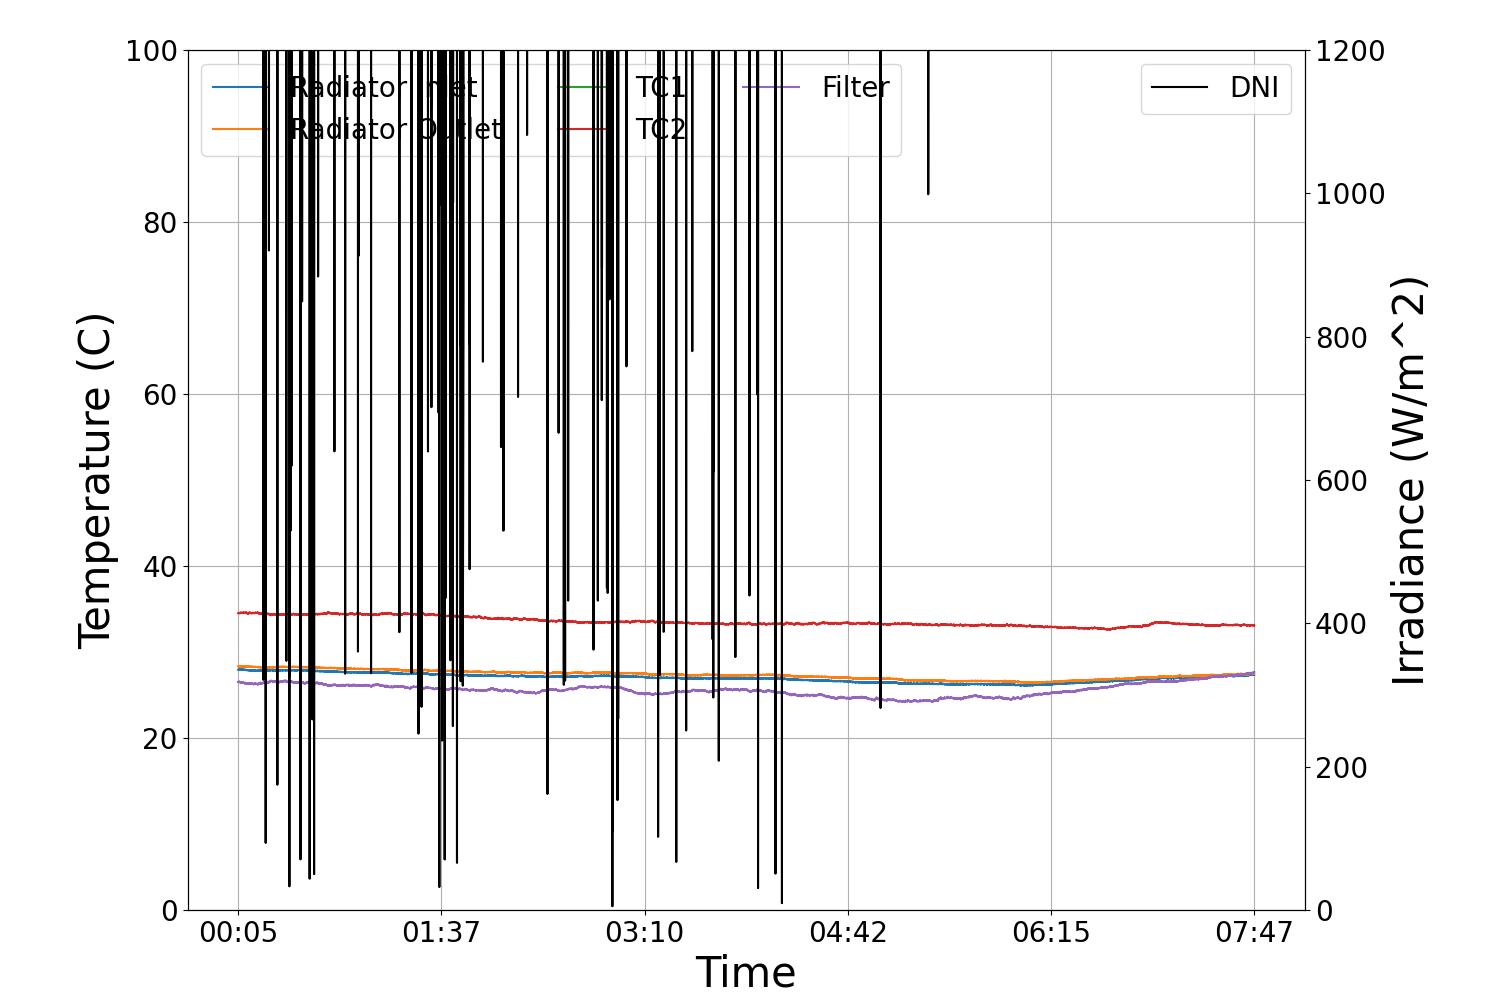 100
80
60
40
20
0
Temperature (C)
Radiator Inlet
Radiator Outlet
TC1
TC2
Filter
DNI
1200
1000
800
600
400
200
0
Irradiance (W/m^2)
00:05 01:37 03:10 04:42 06:15 07:47
Time